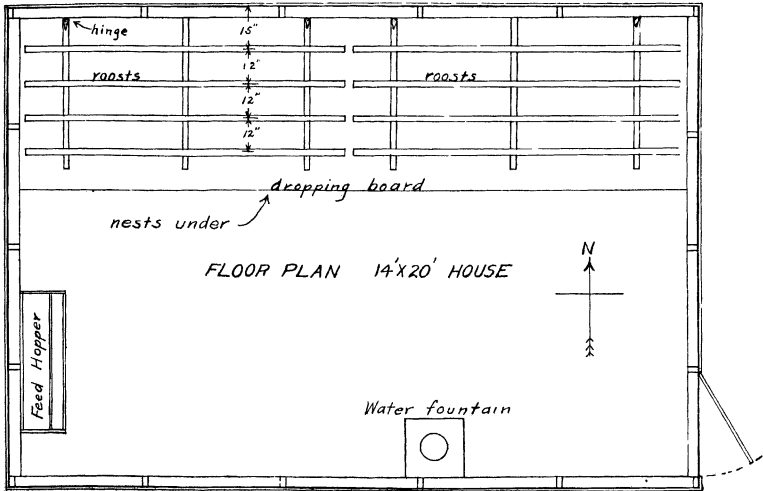 hinge
15"
12"
12"
12"
roosts
roosts
dropping board
nests under
FLOOR PLAN 14'X20' HOUSE
N
Feed Hopper
Water fountain